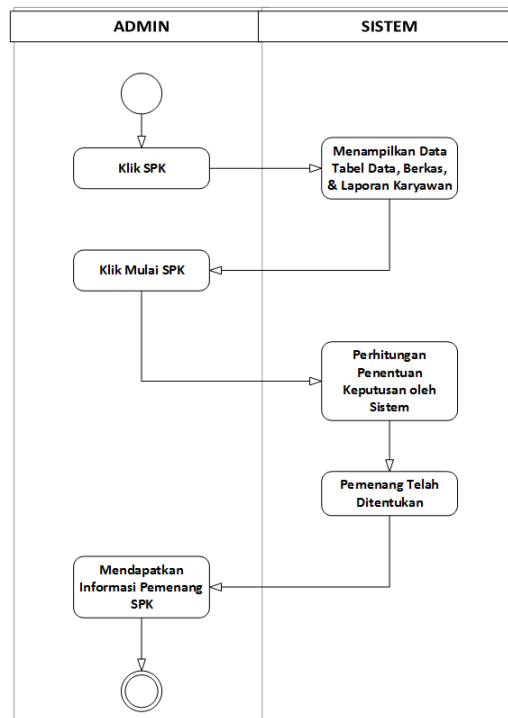 ADMIN
SISTEM
Klik SPK
Menampilkan Data
Tabel Data, Berkas,
& Laporan Karyawan
Klik Mulai SPK
Perhitungan
Penentuan
Keputusan oleh
Sistem
Pemenang Telah
Ditentukan
Mendapatkan
Informasi Pemenang
SPK